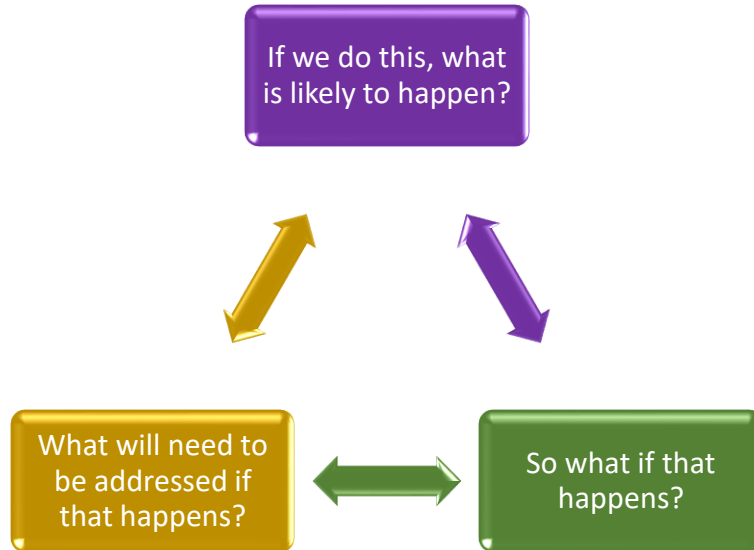 If we do this, what
is likely to happen?
What will need to
be addressed if
that happens?
So what if that
happens?